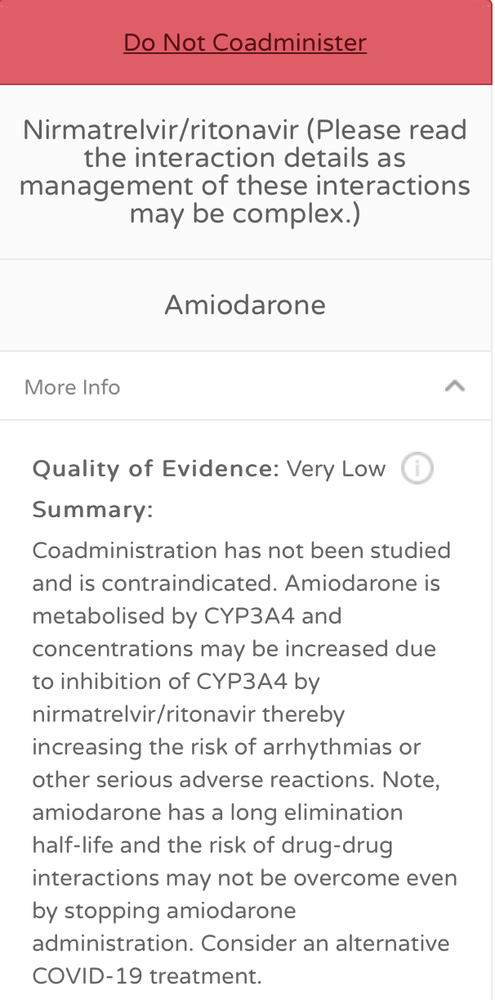 Do Not Coadminister
Nirmatrelvir/ritonavir (Please read
the interaction details as
management of these interactions
may be complex.)
Amiodarone
More Info
Quality of Evidence: Very Low i
Summary:
Coadministration has not been studied
and is contraindicated. Amiodarone is
metabolised by CYP3A4 and
concentrations may be increased due
to inhibition of CYP3A4 by
nirmatrelvir/ritonavir thereby
increasing the risk of arrhythmias or
other serious adverse reactions. Note,
amiodarone has a long elimination
half-life and the risk of drug-drug
interactions may not be overcome even
by stopping amiodarone
administration. Consider an alternative
COVID-19 treatment.